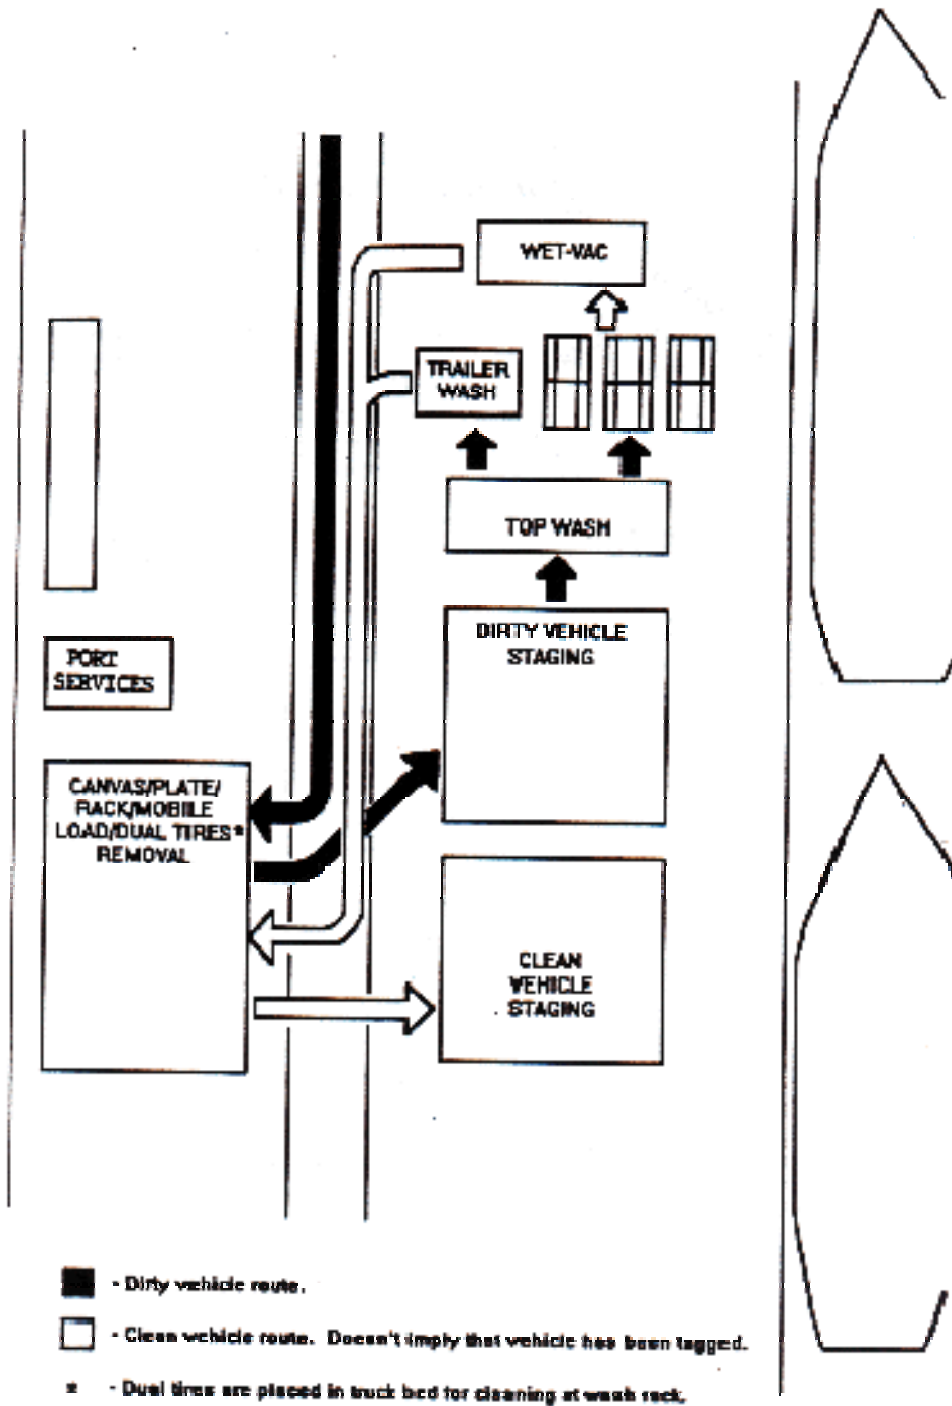 WET-VAC
TRAILER
WASH
TOP WASH
DIRTY VEHICLE
STAGING
PORT
SERVICES
CANVAS/PLATE/
RACK/MOBILE
LOAD/DUAL TIRES*
REMOVAL
CLEAN
VEHICLE
STAGING
- Dirty vehicle route.
- Clean vehicle route. Doesn't imply that vehicle has been tagged.
* - Dual tires are placed in truck bed for cleaning at wash rack.